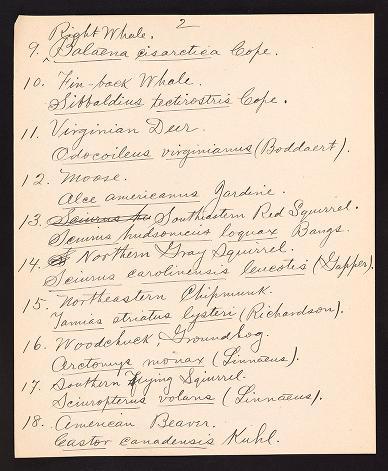 2
Right Whale.
9. Balaena cisarctica Cope.
10. Fin-back Whale.
Sibbaldius tectirostris Cope.
11. Virginian Deer.
Odocoileus virginianus (Boddaert).
12. Moose.
Alce americanus Jardine.
13. Sciurus hu Southeastern Red Squirrel.
Sciurus hudsonicus loquax Bangs.
14. Northern Gray Squirrel.
Sciurus carolinensis leucotis (Gapper).
15. Northeastern Chipmunk.
Tamias striatus lysteri (Richardson).
16. Woodchuck, Groundhog.
Arctomys monax (Linnaeus).
17. Southern Flying Squirrel.
Sciuropterus volans (Linnaeus).
18. American Beaver.
Castor canadensis Kuhl.